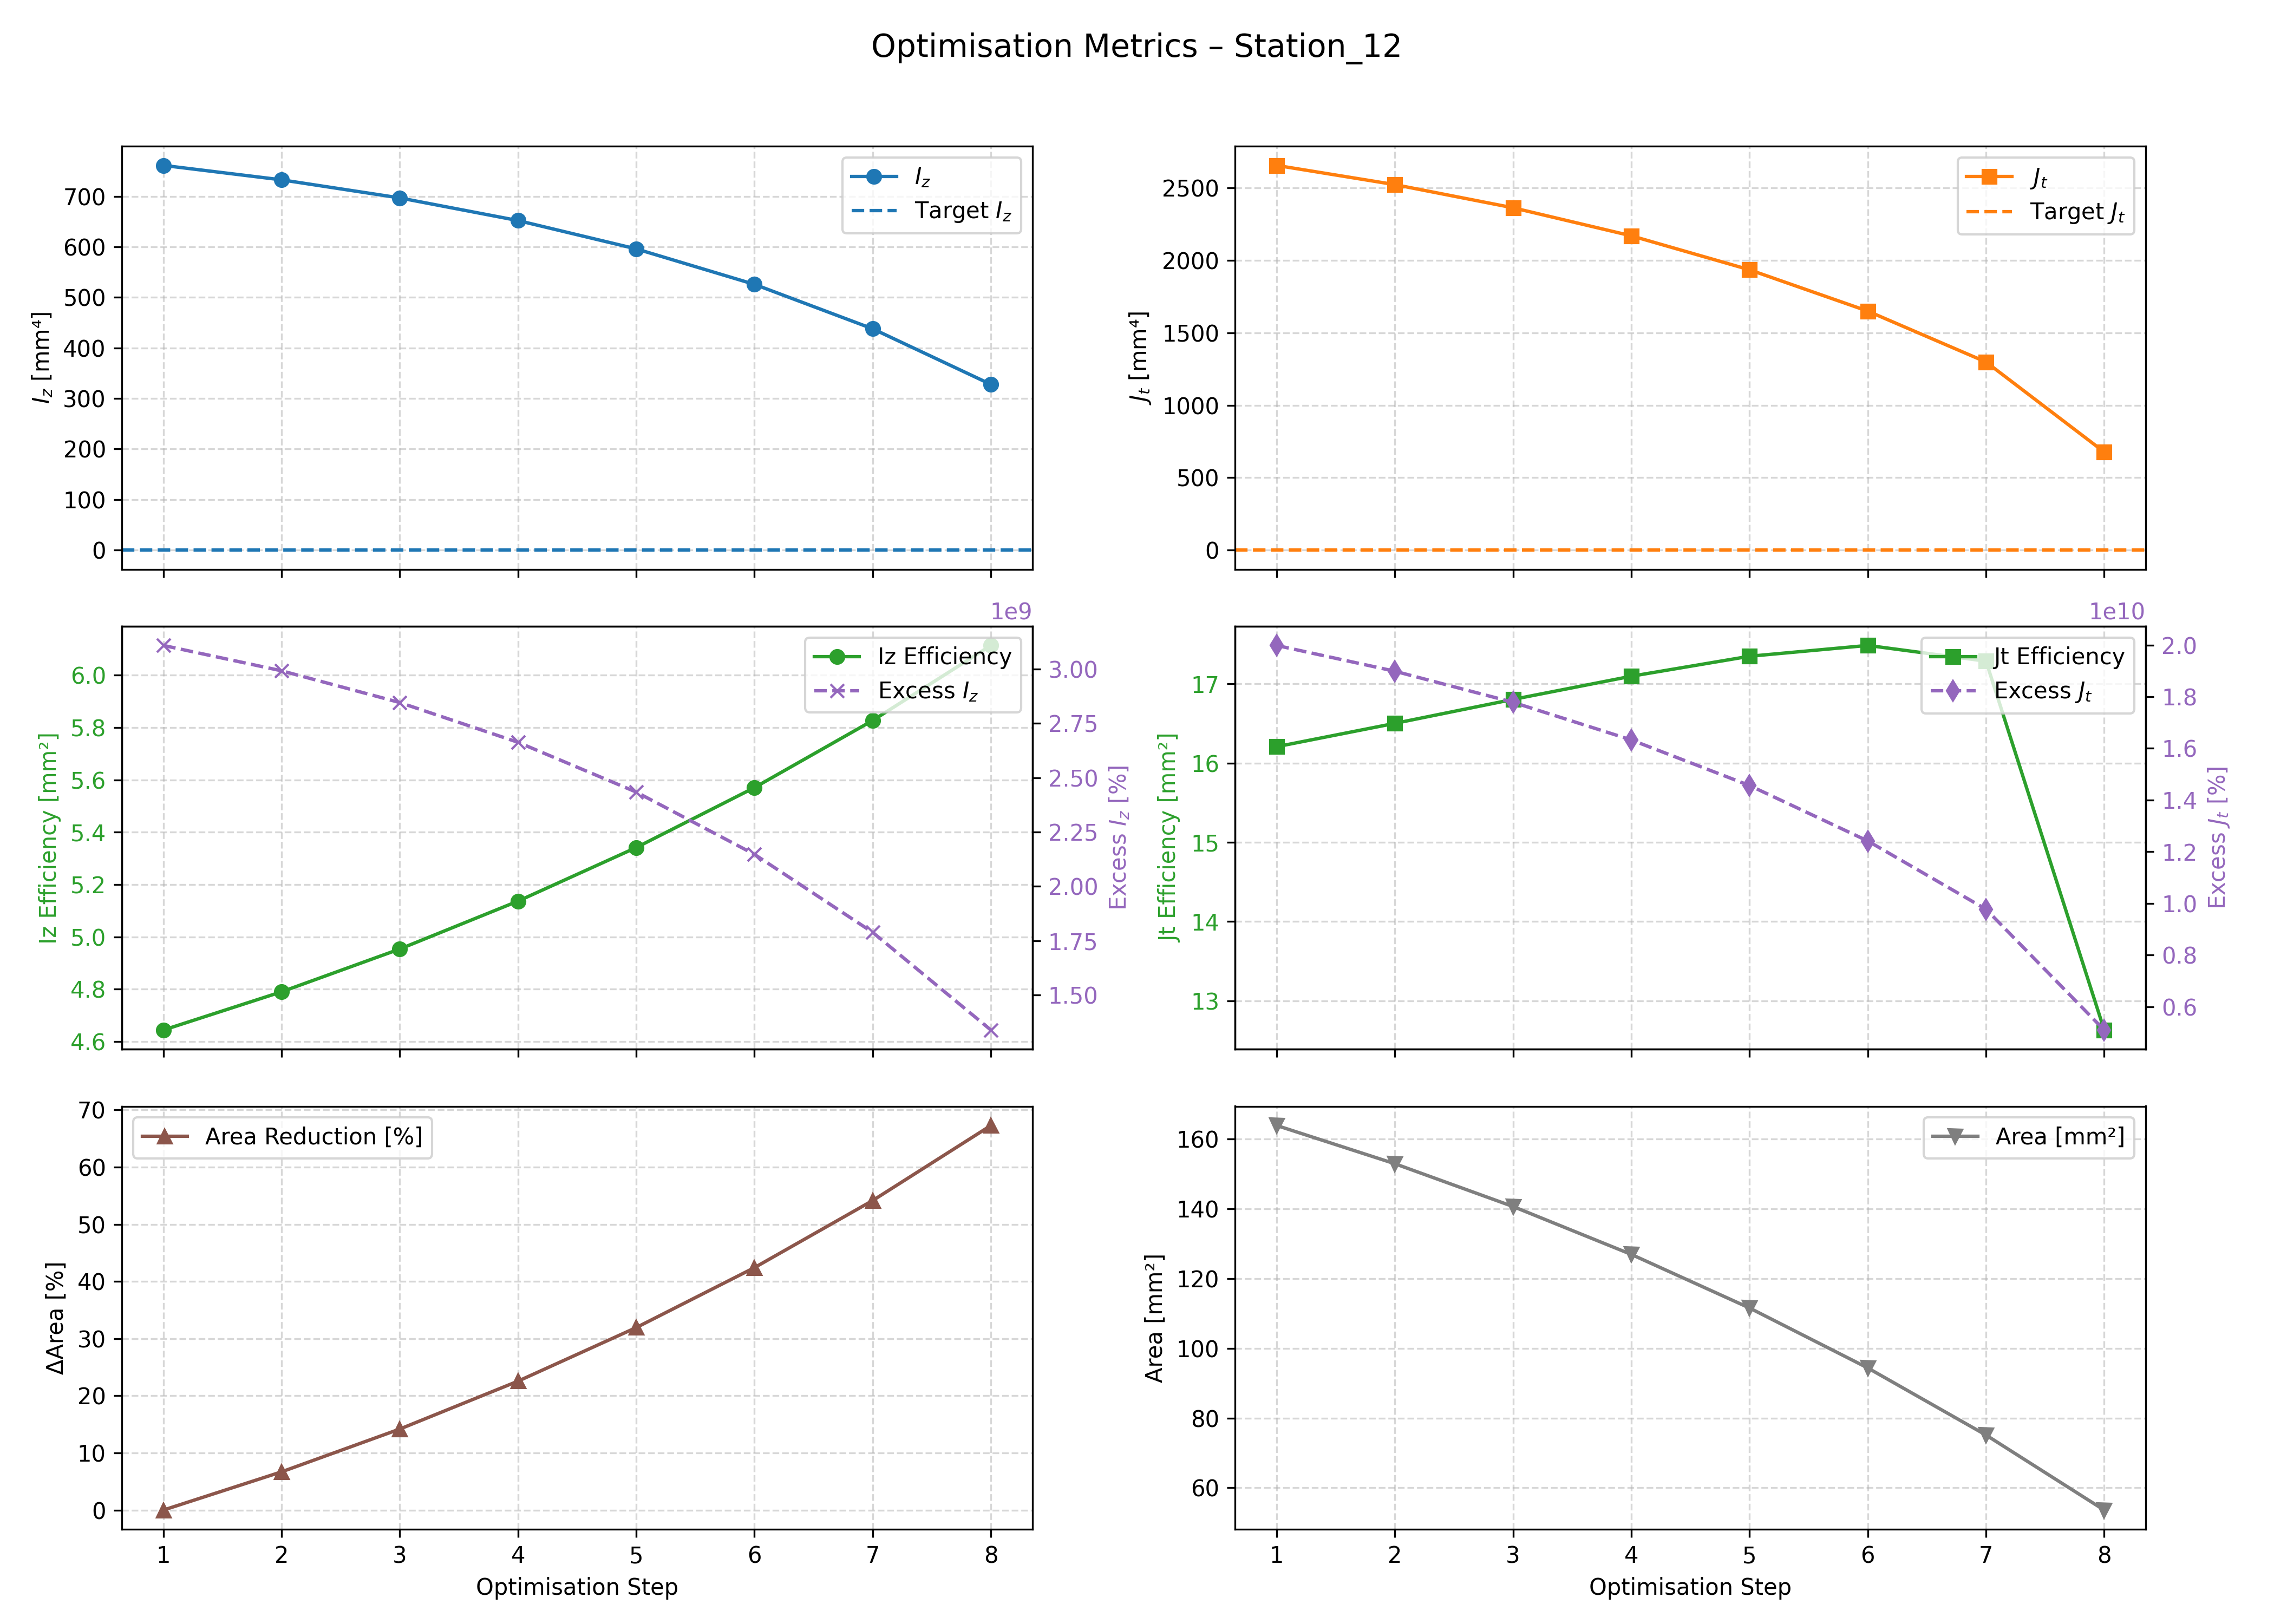 Optimisation Metrics – Station_12
I_z [mm⁴]
700
600
500
400
300
200
100
0
I_z
Target I_z
J_t [mm⁴]
2500
2000
1500
1000
500
0
J_t
Target J_t
1e9
Iz Efficiency [mm²]
6.0
5.8
5.6
5.4
5.2
5.0
4.8
4.6
Iz Efficiency
Excess I_z
3.00
2.75
2.50
2.25
2.00
1.75
1.50
Excess I_z [%]
1e10
Jt Efficiency [mm²]
17
16
15
14
13
Jt Efficiency
Excess J_t
2.0
1.8
1.6
1.4
1.2
1.0
0.8
0.6
Excess J_t [%]
ΔArea [%]
70
60
50
40
30
20
10
0
Area Reduction [%]
1 2 3 4 5 6 7 8
Optimisation Step
Area [mm²]
160
140
120
100
80
60
Area [mm²]
1 2 3 4 5 6 7 8
Optimisation Step